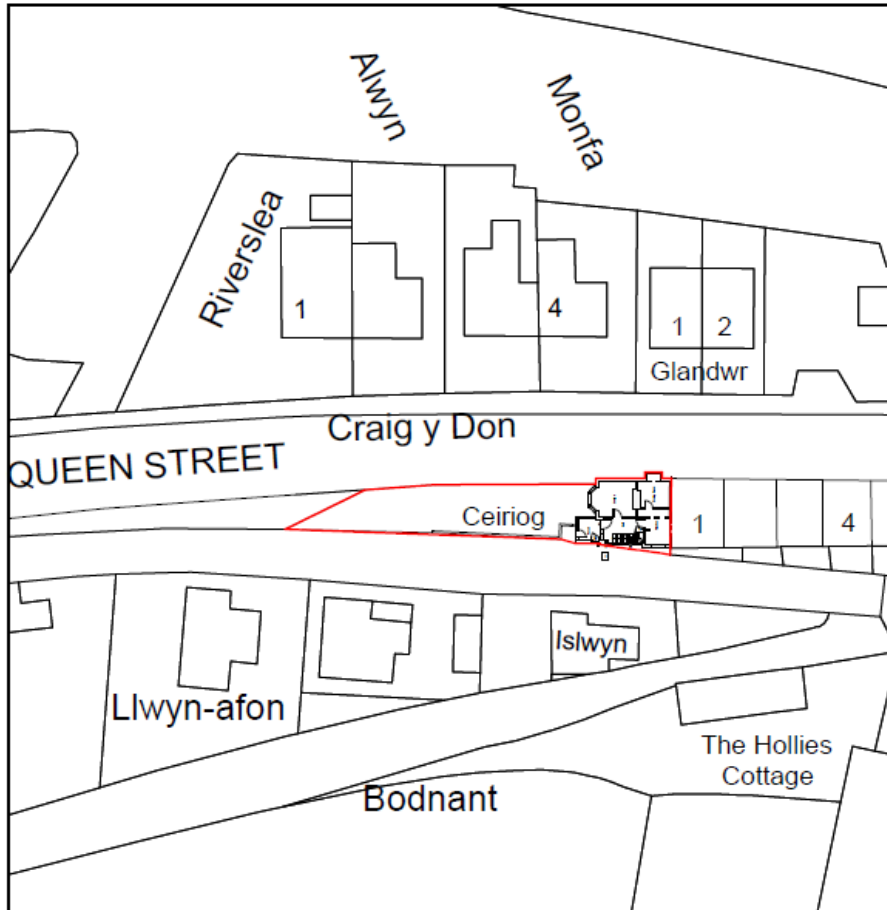 Alwyn
Monfa
Riverslea
1
4
1 2
Glandwr
Craig y Don
QUEEN STREET
Ceiriog
1
4
Islwyn
Llwyn-afon
The Hollies
Cottage
Bodnant